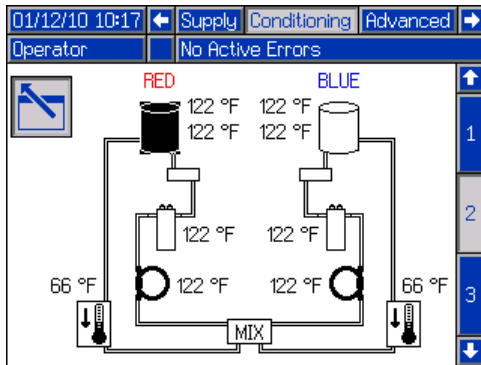 01/12/10 10:17 Supply Conditioning Advanced
Operator No Active Errors
RED BLUE
122 °F 122 °F
122 °F 122 °F
1
2
122 °F 122 °F
66 °F 122 °F 122 °F 66 °F
3
MIX